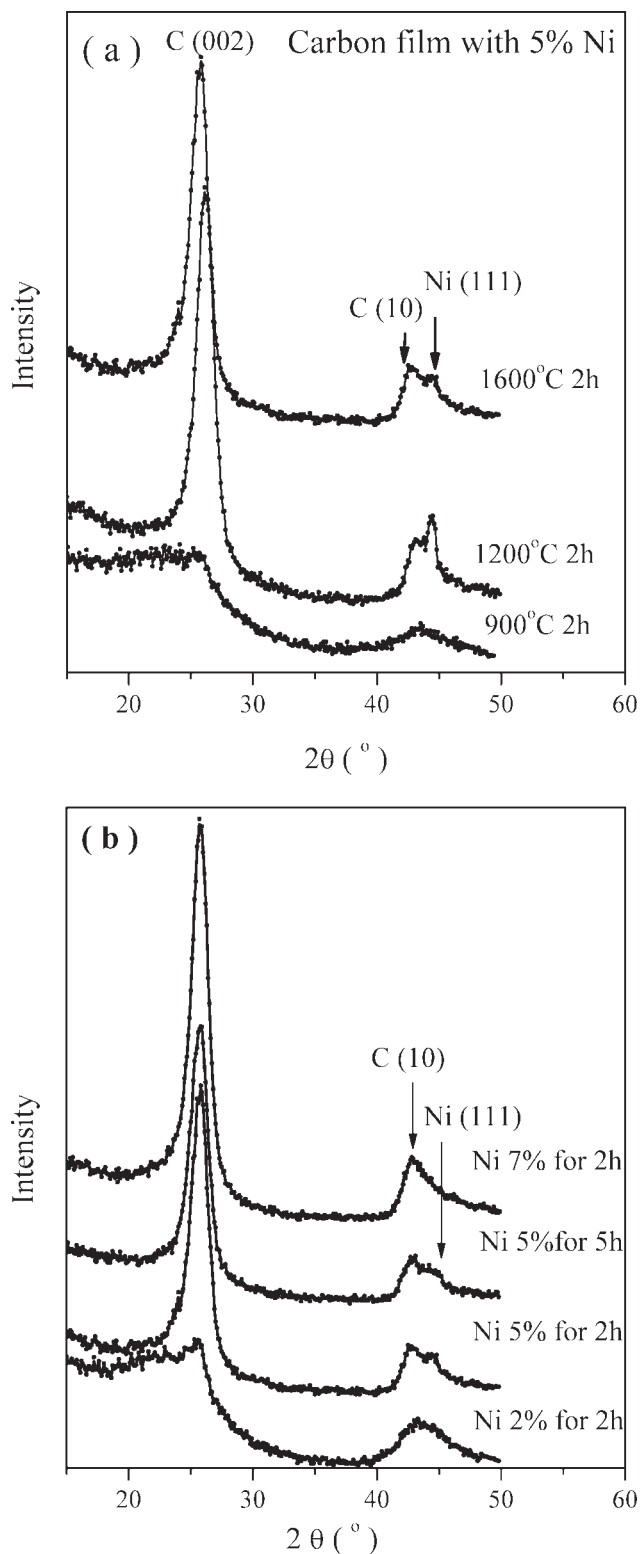 ( a )
C (002)
Carbon film with 5% Ni
Ni (111)
C (10)
1600°C 2h
1200°C 2h
900°C 2h
Intensity
20 30 40 50 60
2θ ( ° )
( b )
C (10)
Ni (111)
Ni 7% for 2h
Ni 5%for 5h
Ni 5% for 2h
Ni 2% for 2h
Intensity
20 30 40 50 60
2 θ ( ° )